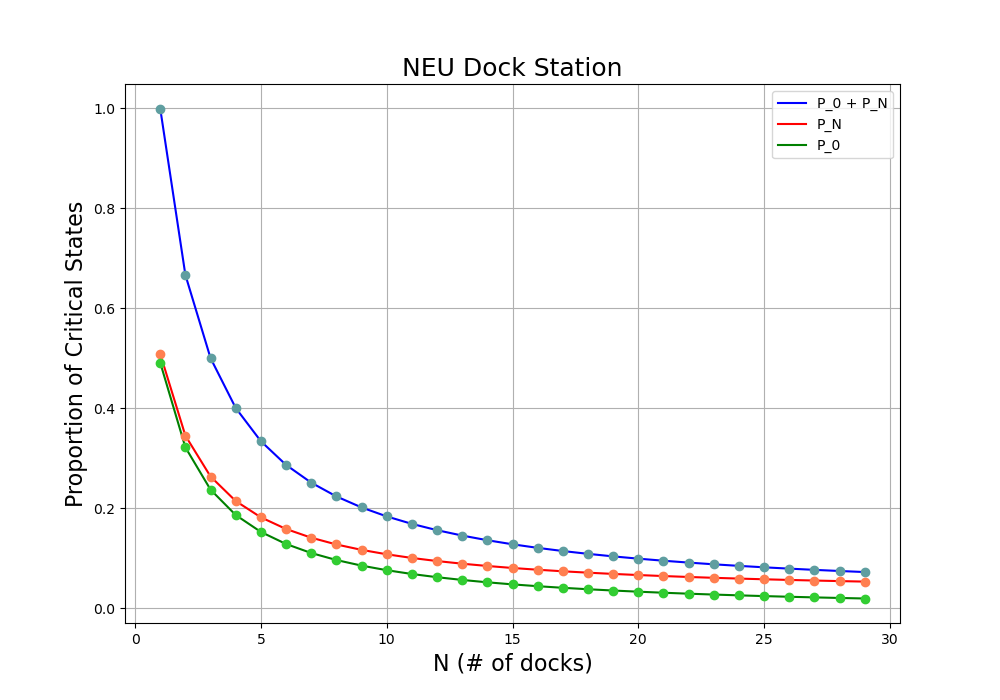 NEU Dock Station
P_0 + P_N
P_N
P_0
Proportion of Critical States
1.0
0.8
0.6
0.4
0.2
0.0
0 5 10 15 20 25 30
N (# of docks)